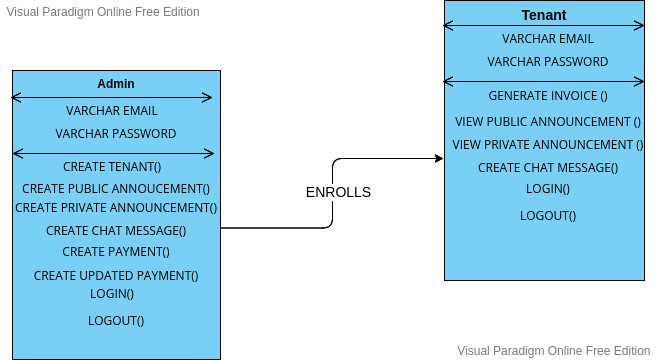 Visual Paradigm Online Free Edition
Admin
VARCHAR EMAIL
VARCHAR PASSWORD
CREATE TENANT()
CREATE PUBLIC ANNOUCEMENT()
CREATE PRIVATE ANNOUNCEMENT()
CREATE CHAT MESSAGE()
CREATE PAYMENT()
CREATE UPDATED PAYMENT()
LOGIN()
LOGOUT()
ENROLLS
Tenant
VARCHAR EMAIL
VARCHAR PASSWORD
GENERATE INVOICE ()
VIEW PUBLIC ANNOUNCEMENT ()
VIEW PRIVATE ANNOUNCEMENT ()
CREATE CHAT MESSAGE()
LOGIN()
LOGOUT()
Visual Paradigm Online Free Edition